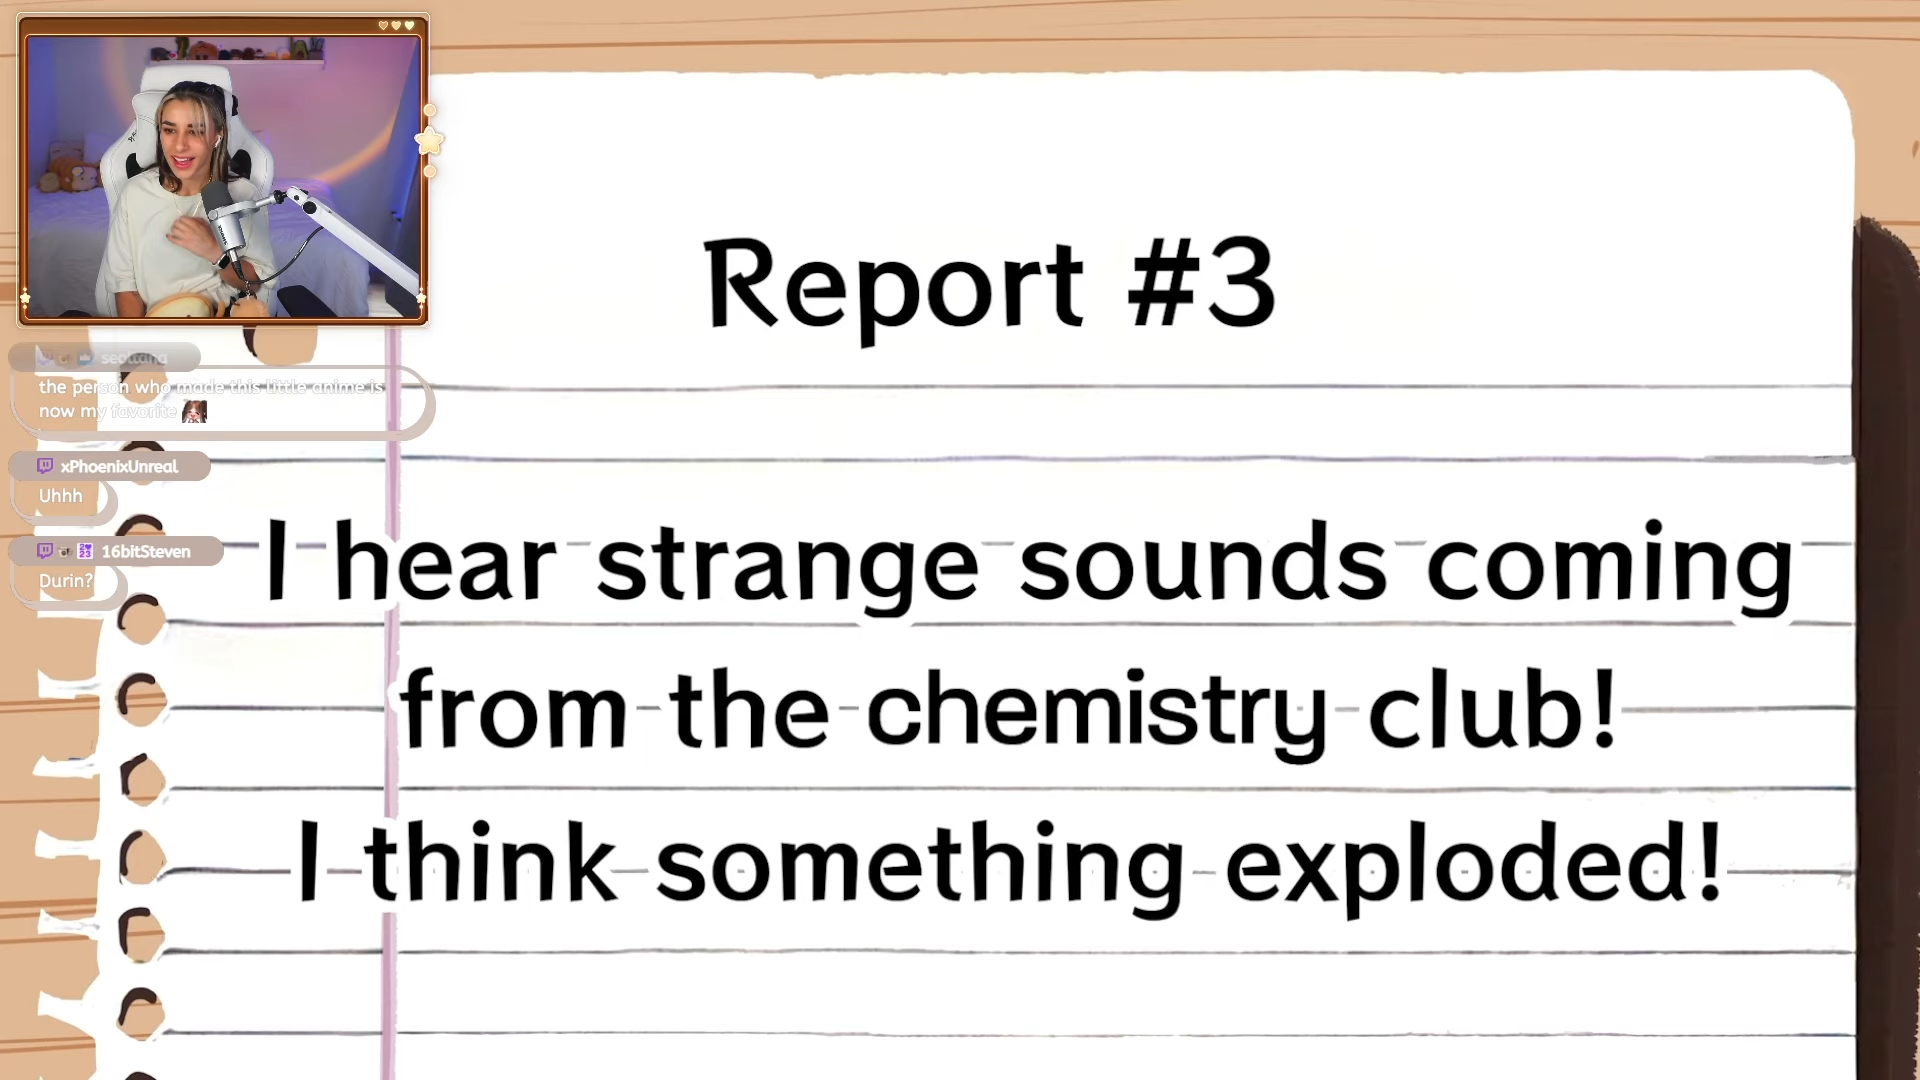 Report #3
seoltana
the person who made this little anime is
now my favorite
xPhoenixUnreal
Uhhh
16bitSteven
Durin?
I hear strange sounds coming
from the chemistry club!
I think something exploded!